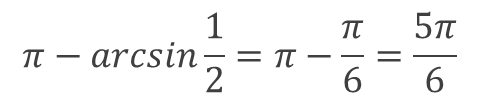 π − arcsin 1/2 = π − π/6 = 5π/6